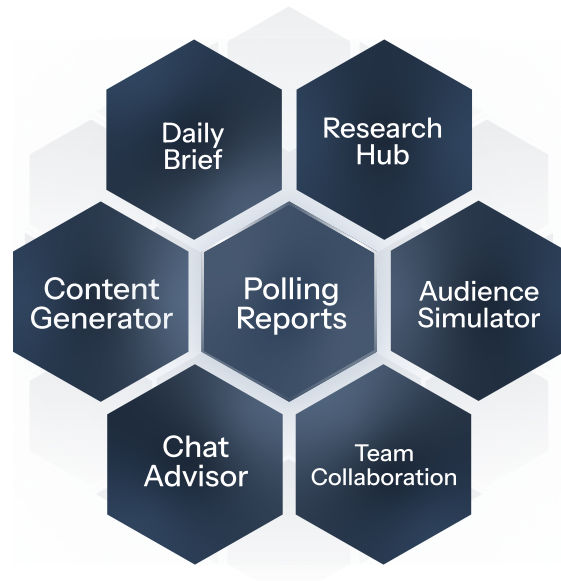 Daily
Brief
Research
Hub
Content
Generator
Polling
Reports
Audience
Simulator
Chat
Advisor
Team
Collaboration